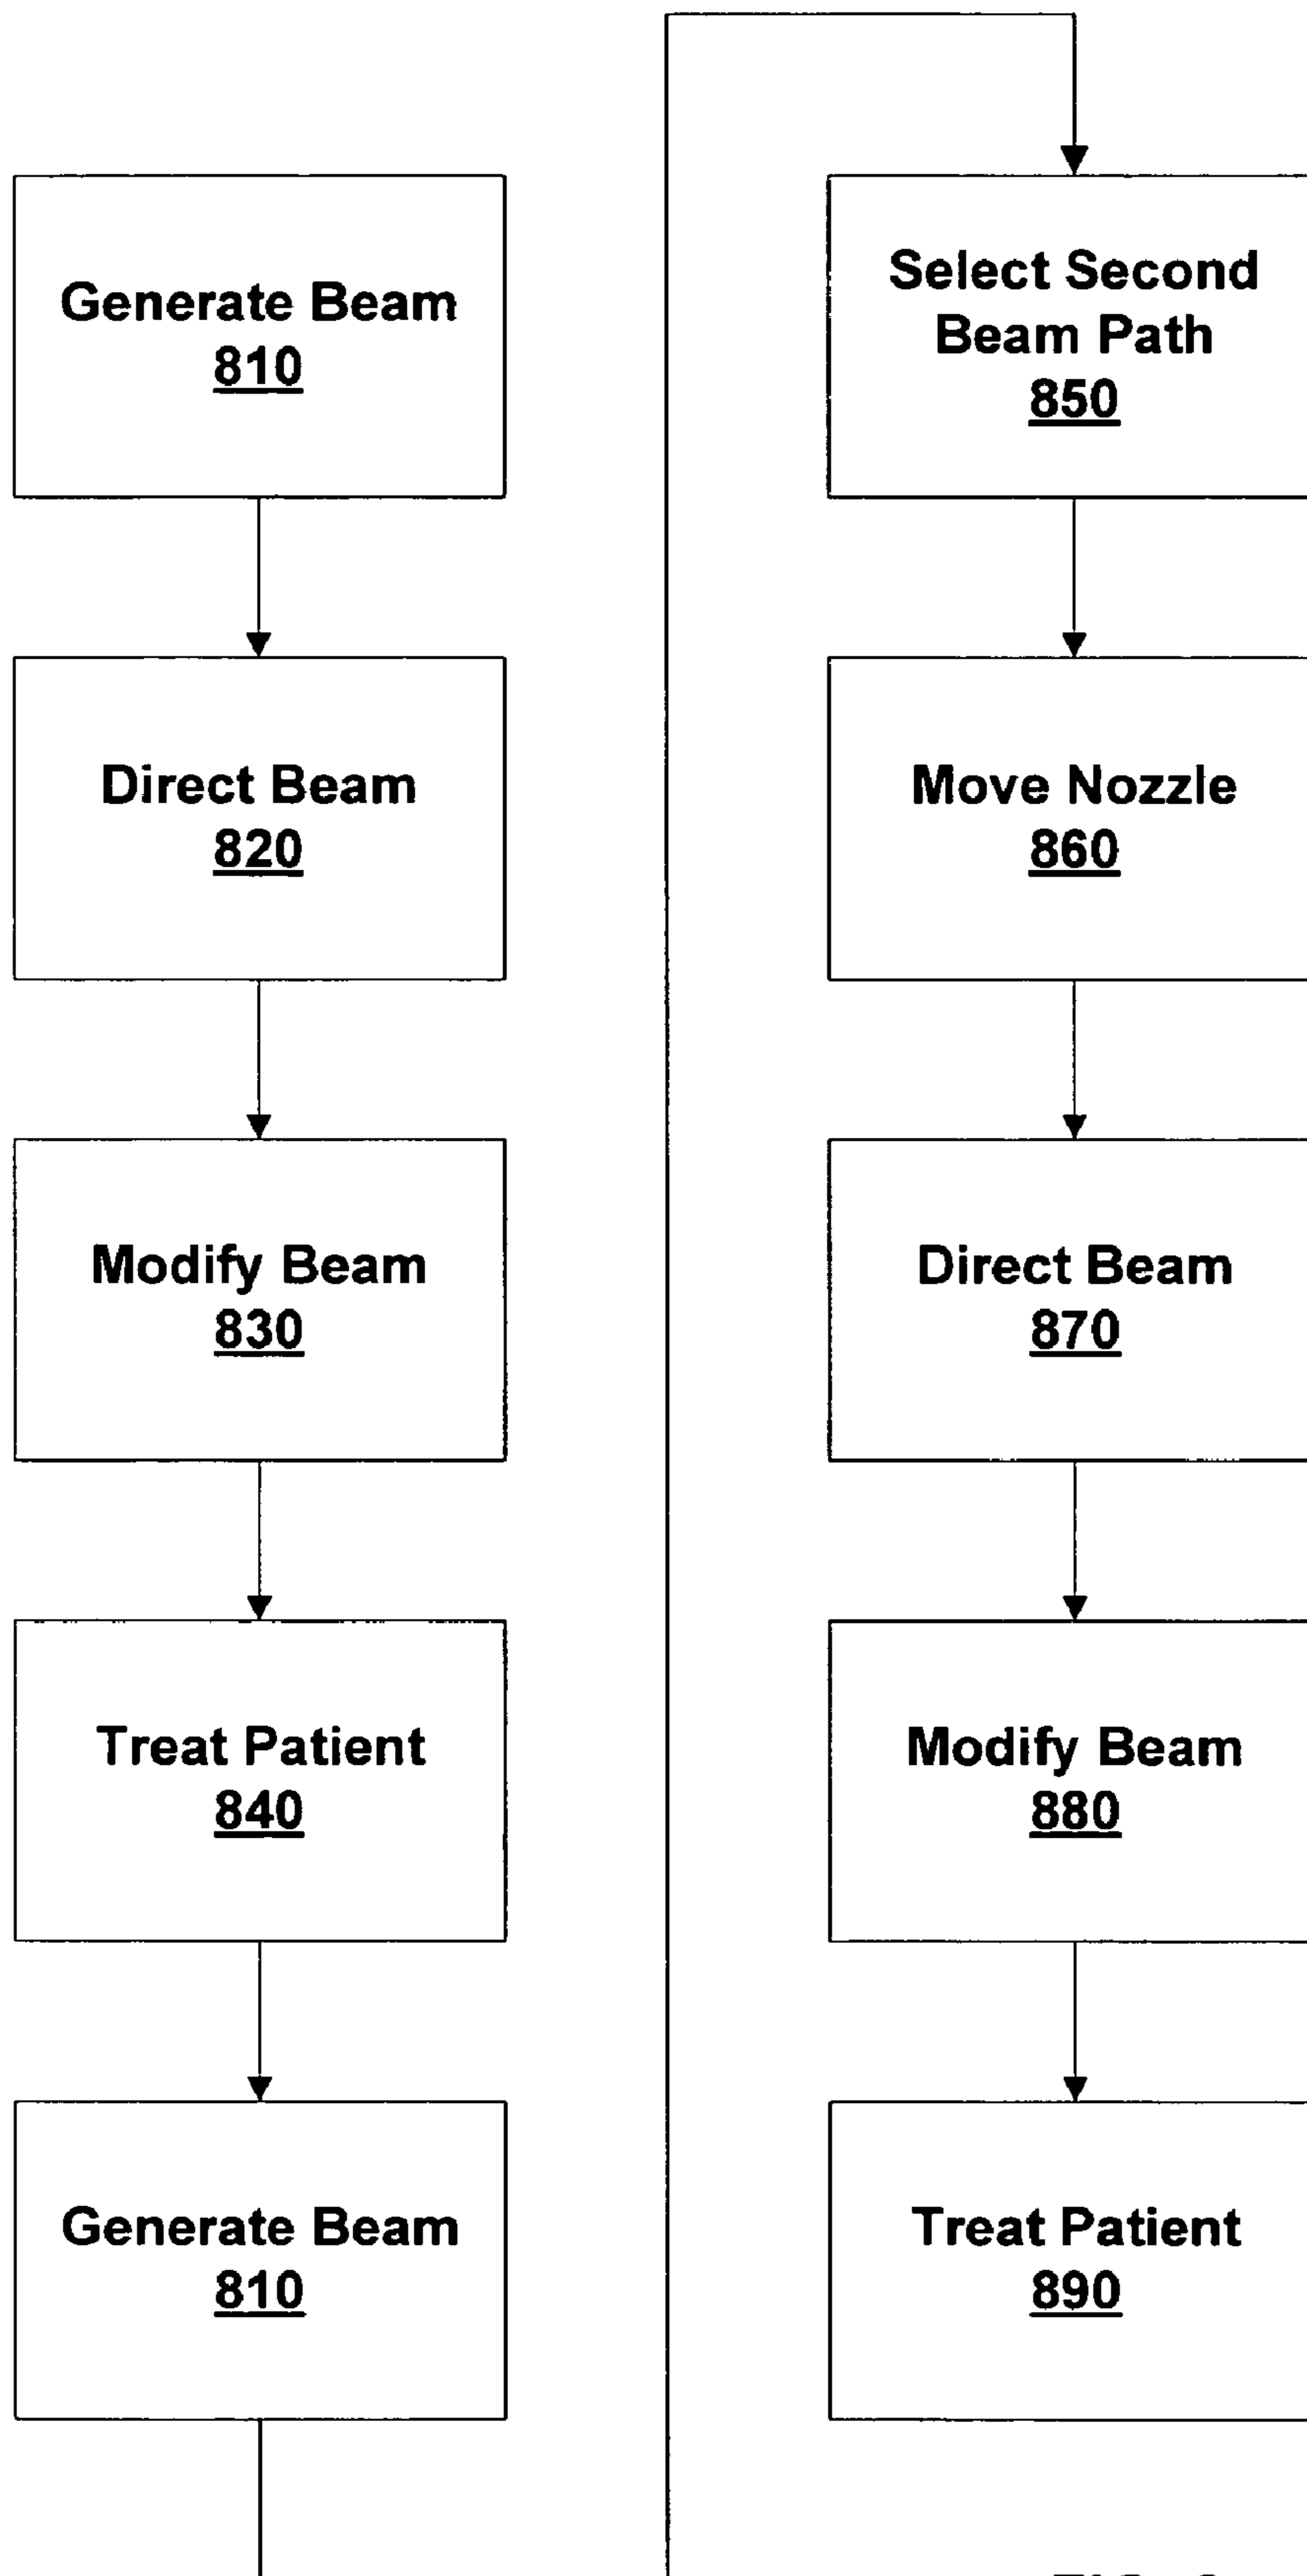 Generate Beam
810
Direct Beam
820
Modify Beam
830
Treat Patient
840
Generate Beam
810
Select Second
Beam Path
850
Move Nozzle
860
Direct Beam
870
Modify Beam
880
Treat Patient
890